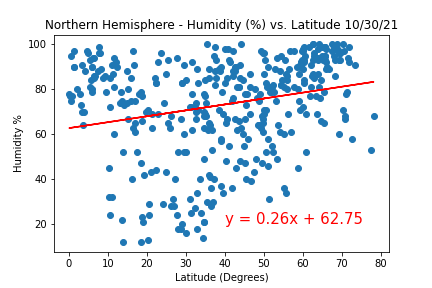 Northern Hemisphere - Humidity (%) vs. Latitude 10/30/21
100
80
60
40
20
Humidity %
y = 0.26x + 62.75
0 10 20 30 40 50 60 70 80
Latitude (Degrees)